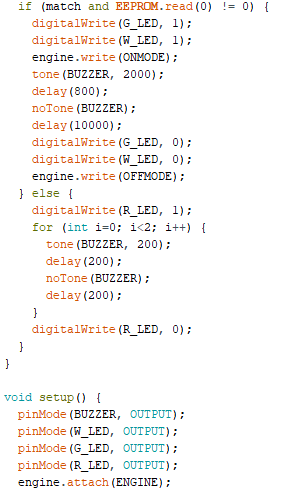 if (match and EEPROM.read(0) != 0) {
digitalWrite(G_LED, 1);
digitalWrite(W_LED, 1);
engine.write(ONMODE);
tone(BUZZER, 2000);
delay(800);
noTone(BUZZER);
delay(10000);
digitalWrite(G_LED, 0);
digitalWrite(W_LED, 0);
engine.write(OFFMODE);
} else {
digitalWrite(R_LED, 1);
for (int i=0; i<2; i++) {
tone(BUZZER, 200);
delay(200);
noTone(BUZZER);
delay(200);
}
digitalWrite(R_LED, 0);
}
}
void setup() {
pinMode(BUZZER, OUTPUT);
pinMode(W_LED, OUTPUT);
pinMode(G_LED, OUTPUT);
pinMode(R_LED, OUTPUT);
engine.attach(ENGINE);